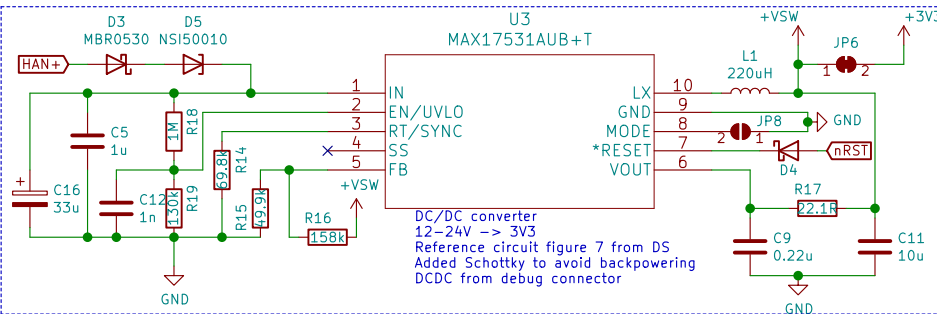 U3
MAX17531AUB+T
D3
MBR0530
D5
NSI50010
HAN+
+VSW
+3V3
JP6
1
2
L1
220uH
1
IN
2
EN/UVLO
3
RT/SYNC
4
SS
5
FB
10
LX
9
GND
8
MODE
7
*RESET
6
VOUT
JP8
2
1
GND
nRST
D4
C5
1u
R18
1M
R14
69.8k
C16
33u
+
C12
1n
R19
130k
R15
49.9k
R16
158k
+VSW
R17
22.1R
C9
0.22u
C11
10u
GND
GND
DC/DC converter
12-24V -> 3V3
Reference circuit figure 7 from DS
Added Schottky to avoid backpowering
DCDC from debug connector